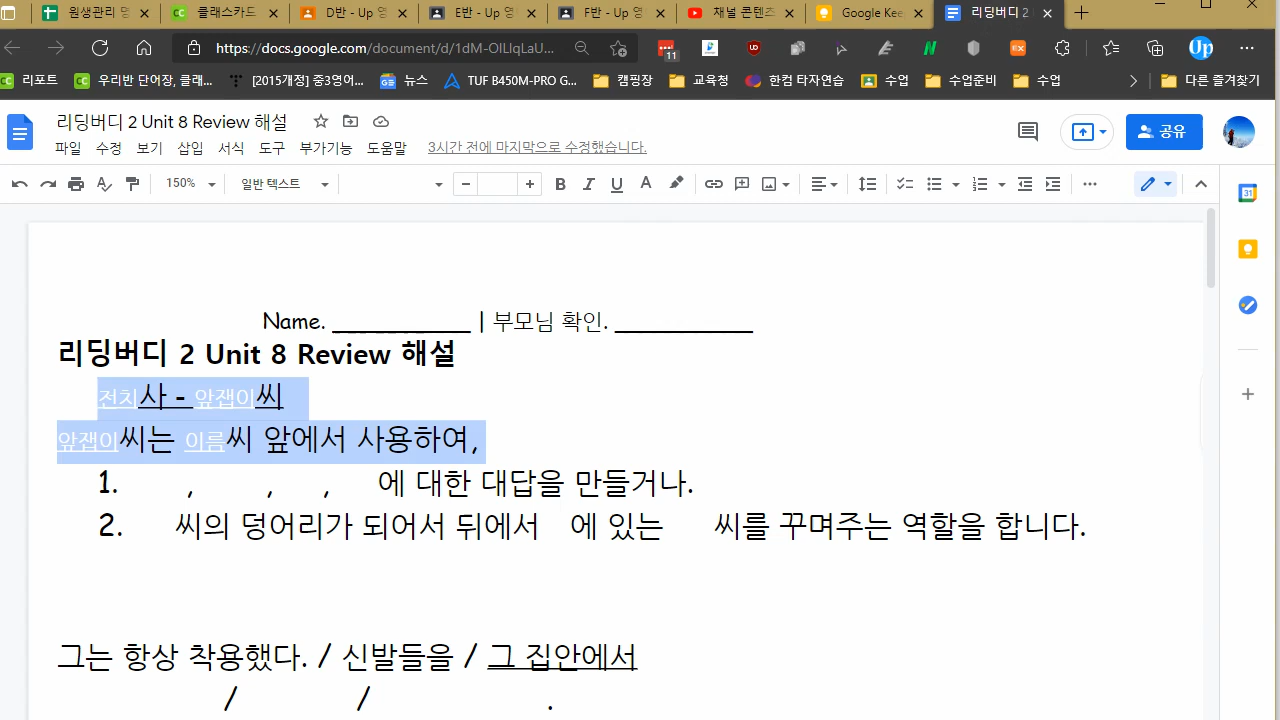 원생관리 명
클래스카드
D반 - Up 영
E반 - Up 영
F반 - Up 영
채널 콘텐츠
Google Kee
리딩버디 2
https://docs.google.com/document/d/1dM-OlLlqLaU...
11
Up
리포트
우리반 단어장, 클래...
[2015개정] 중3영어...
뉴스
TUF B450M-PRO G...
캠핑장
교육청
한컴 타자연습
수업
수업준비
수업
다른 즐겨찾기
리딩버디 2 Unit 8 Review 해설
파일 수정 보기 삽입 서식 도구 부가기능 도움말 3시간 전에 마지막으로 수정했습니다.
공유
150% 일반 텍스트
Name. __________ | 부모님 확인. __________
리딩버디 2 Unit 8 Review 해설
전치사 - 앞잽이씨
앞잽이씨는 이름씨 앞에서 사용하여,
1. , , , 에 대한 대답을 만들거나.
2. 씨의 덩어리가 되어서 뒤에서 에 있는 씨를 꾸며주는 역할을 합니다.
그는 항상 착용했다. / 신발들을 / 그 집안에서
/ / .